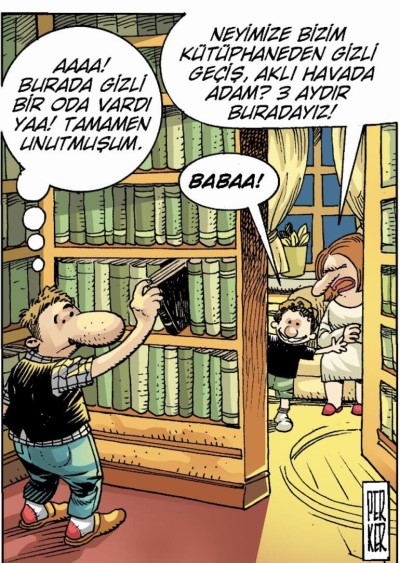 AAAA!
BURADA GİZLİ
BİR ODA VARDI
YAA! TAMAMEN
UNUTMUŞUM.
NEYİMİZE BİZİM
KÜTÜPHANEDEN GİZLİ
GEÇİŞ, AKLI HAVADA
ADAM? 3 AYDIR
BURADAYIZ!
BABAA!
PER
KER